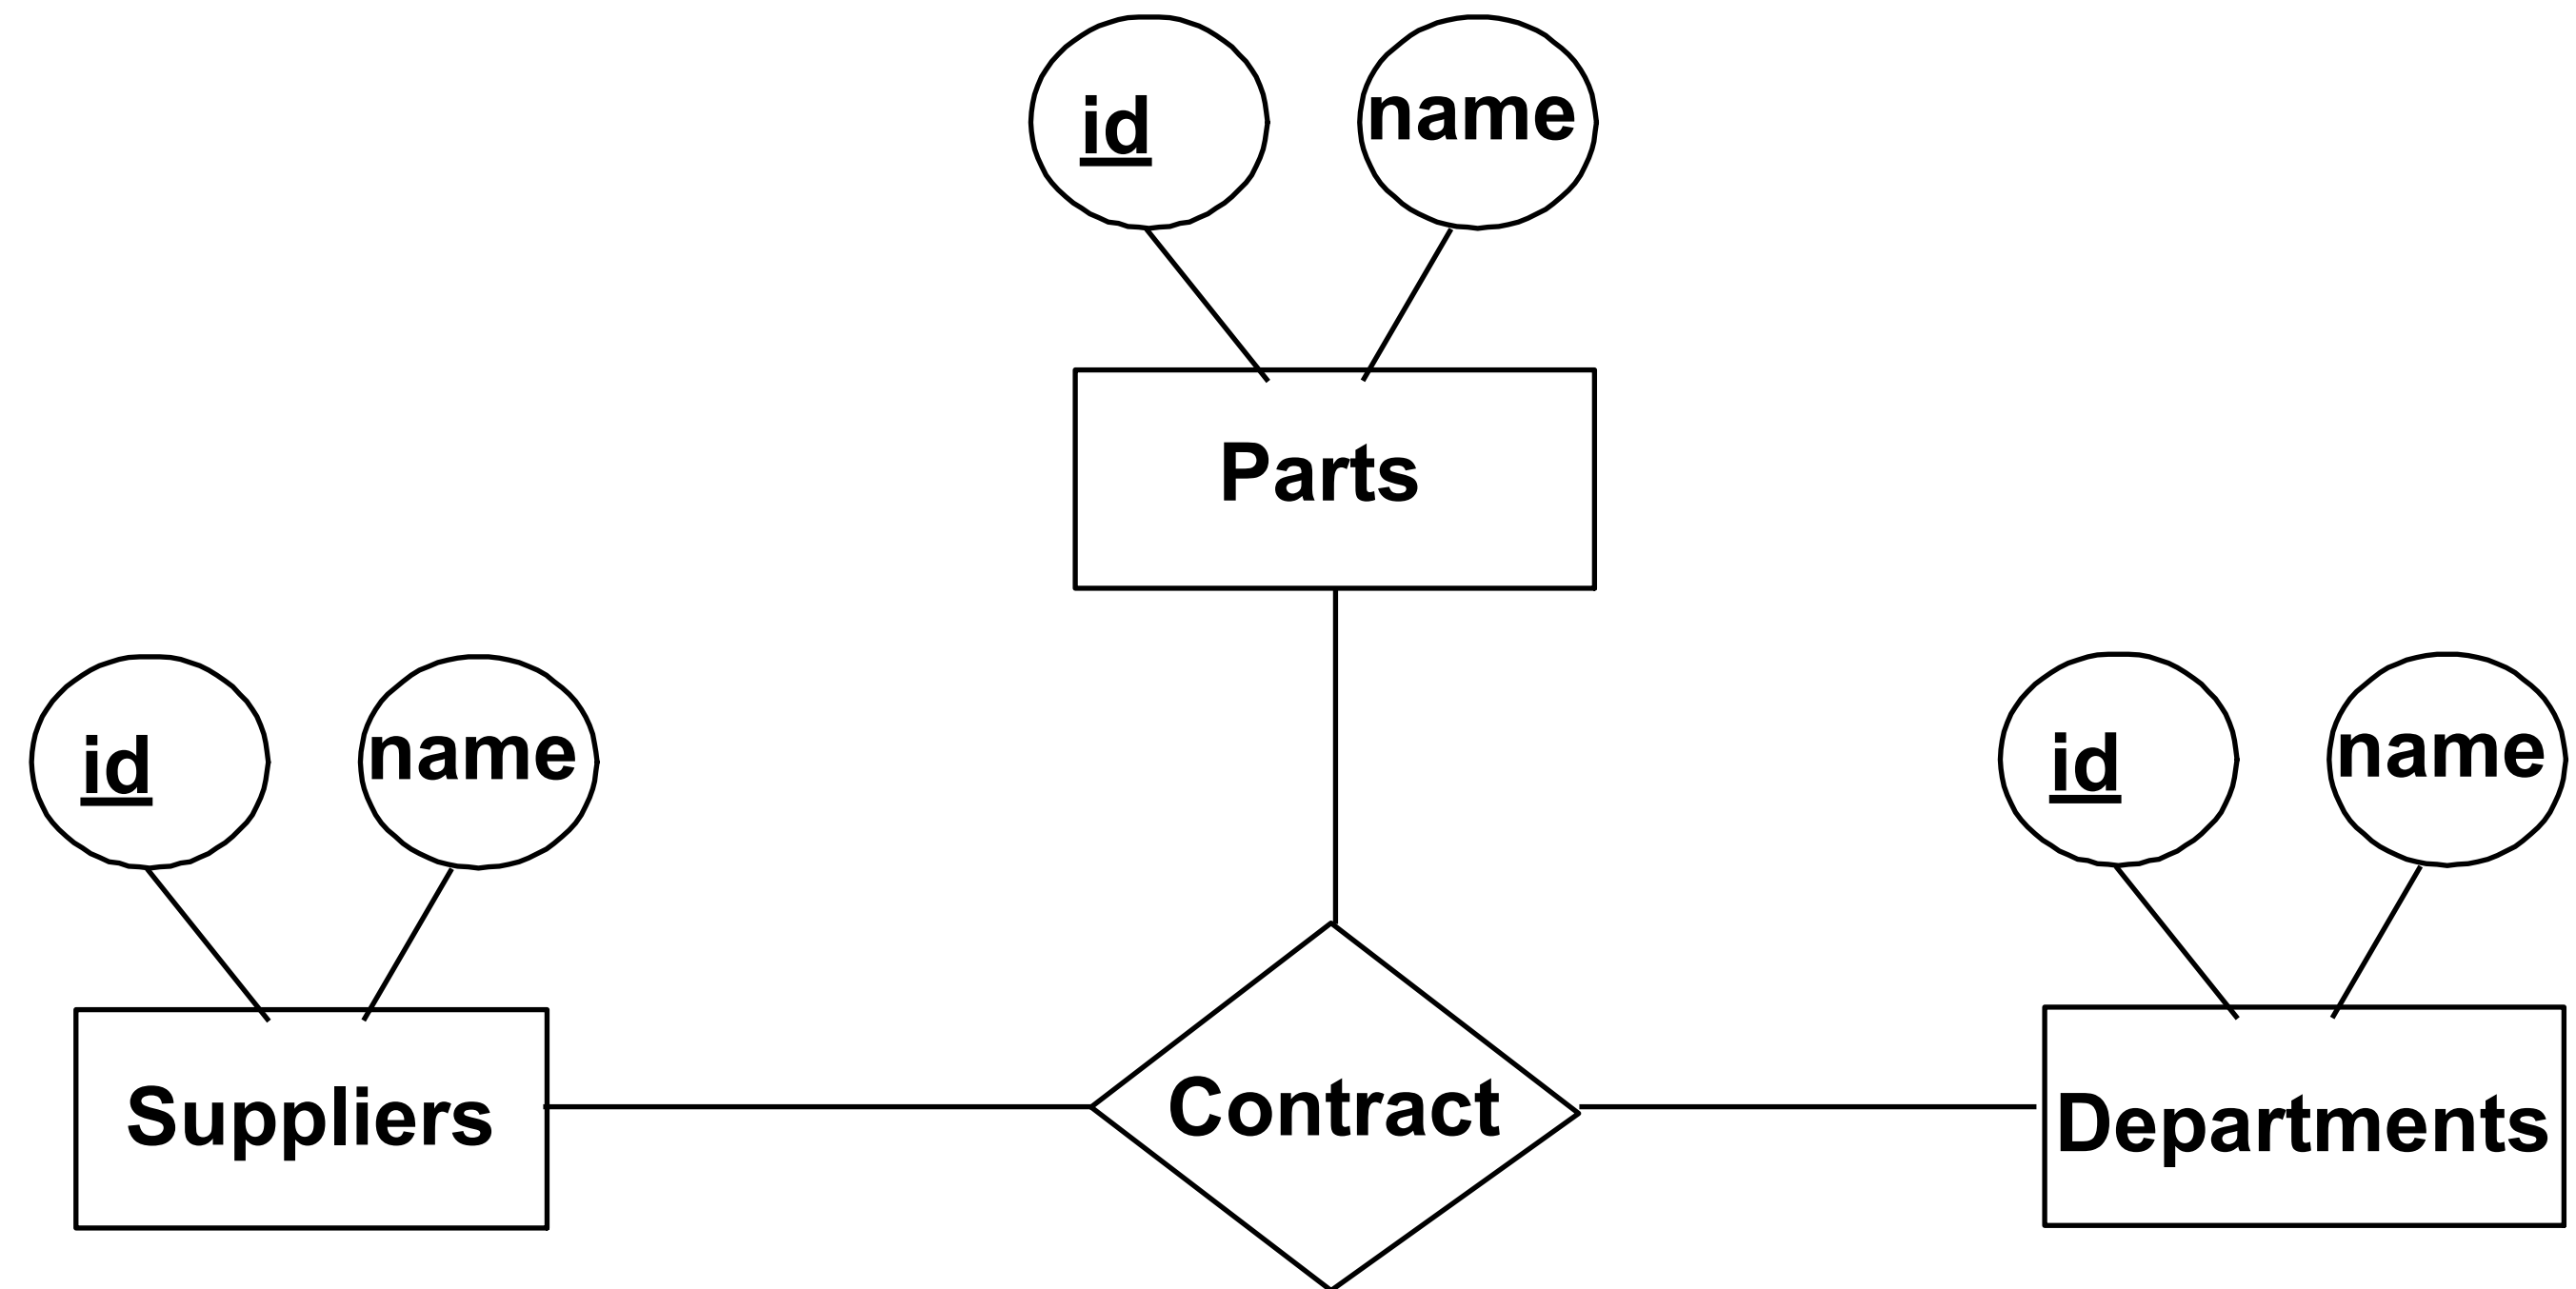 id
name
Parts
id
name
id
name
Suppliers
Contract
Departments